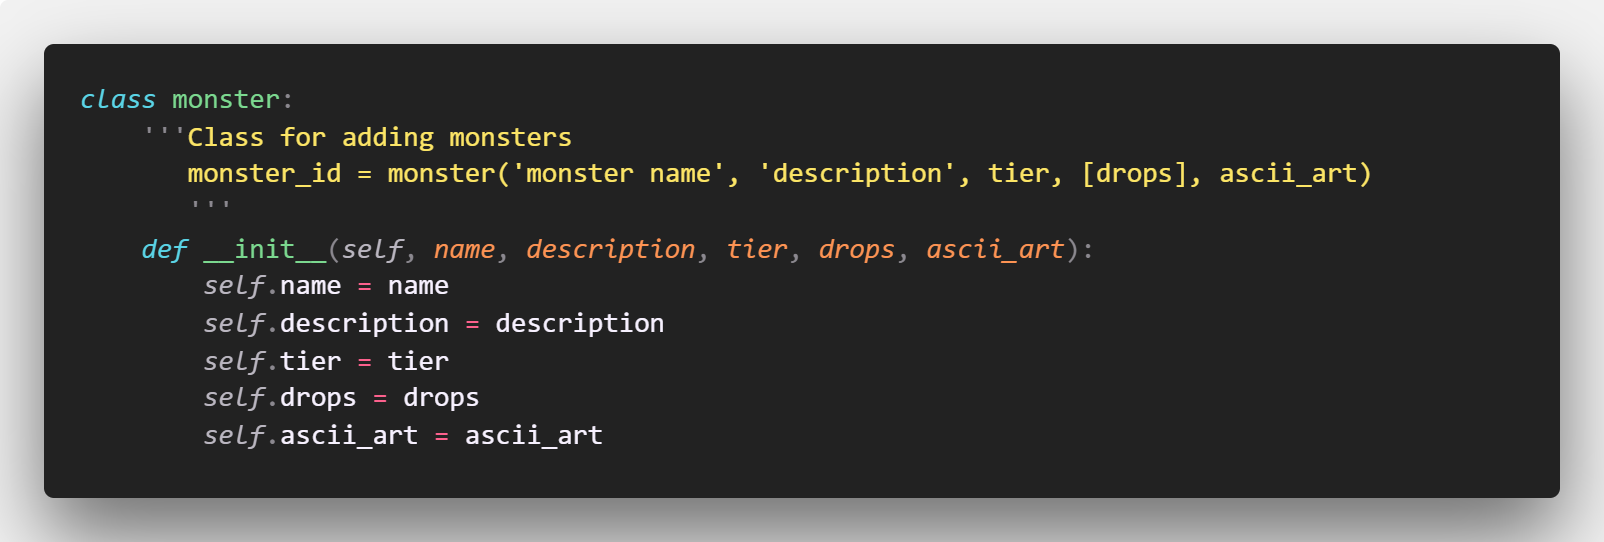 class monster:
    '''Class for adding monsters
       monster_id = monster('monster name', 'description', tier, [drops], ascii_art)
       '''
    def __init__(self, name, description, tier, drops, ascii_art):
        self.name = name
        self.description = description
        self.tier = tier
        self.drops = drops
        self.ascii_art = ascii_art